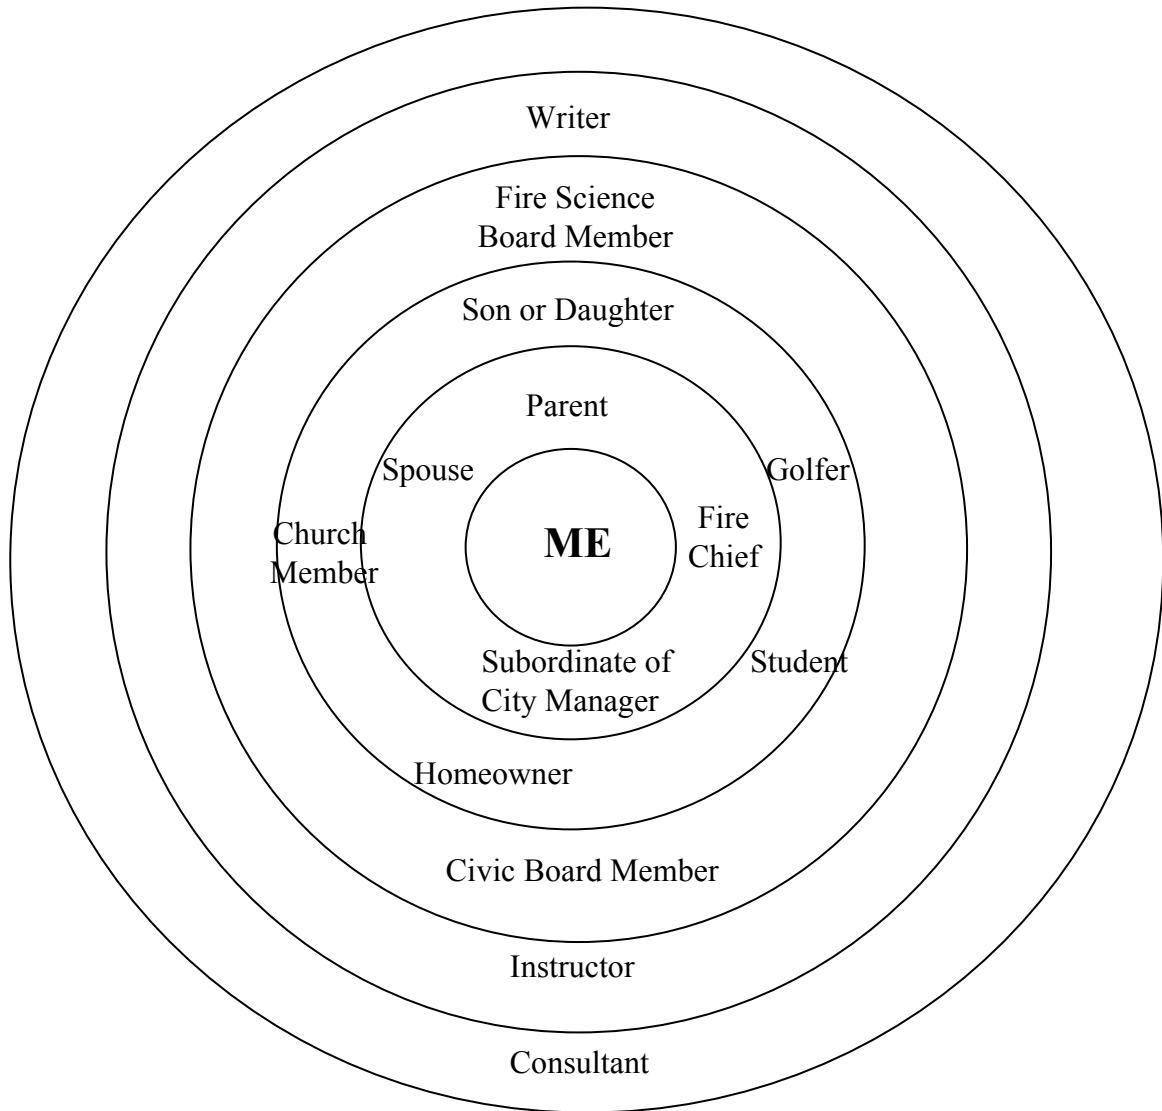 Writer
Fire Science
Board Member
Son or Daughter
Parent
Spouse
Golfer
ME
Fire
Chief
Church
Member
Subordinate of
City Manager
Student
Homeowner
Civic Board Member
Instructor
Consultant